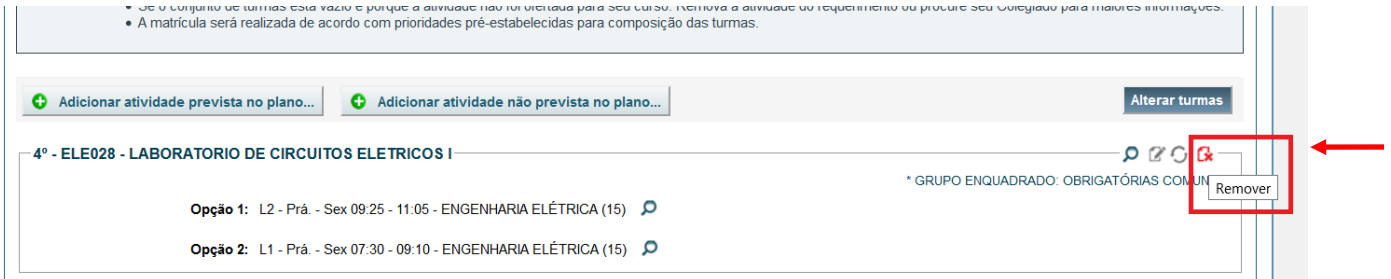 • Se o conjunto de turmas está vazio é porque a atividade não foi ofertada para seu curso. Remova a atividade do requerimento ou procure seu Colegiado para maiores informações.
• A matrícula será realizada de acordo com prioridades pré-estabelecidas para composição das turmas.
Adicionar atividade prevista no plano... Adicionar atividade não prevista no plano... Alterar turmas
4º - ELE028 - LABORATORIO DE CIRCUITOS ELETRICOS I
* GRUPO ENQUADRADO: OBRIGATÓRIAS
Remover
Opção 1: L2 - Prá. - Sex 09:25 - 11:05 - ENGENHARIA ELÉTRICA (15)
Opção 2: L1 - Prá. - Sex 07:30 - 09:10 - ENGENHARIA ELÉTRICA (15)